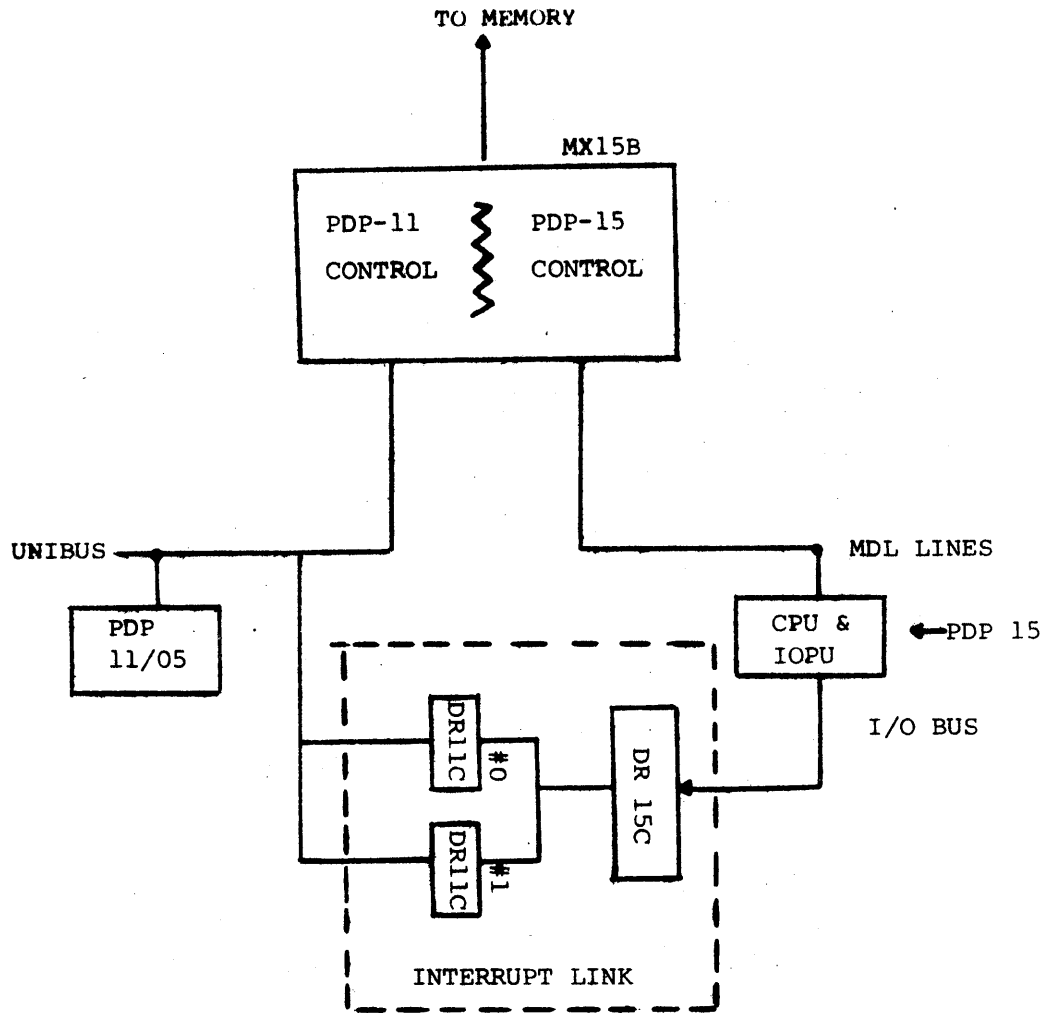 TO MEMORY
MX15B
PDP-11
CONTROL
PDP-15
CONTROL
UNIBUS
MDL LINES
PDP
11/05
CPU &
IOPU
PDP 15
I/O BUS
DR11C
#0
DR 15C
DR11C
#1
INTERRUPT LINK